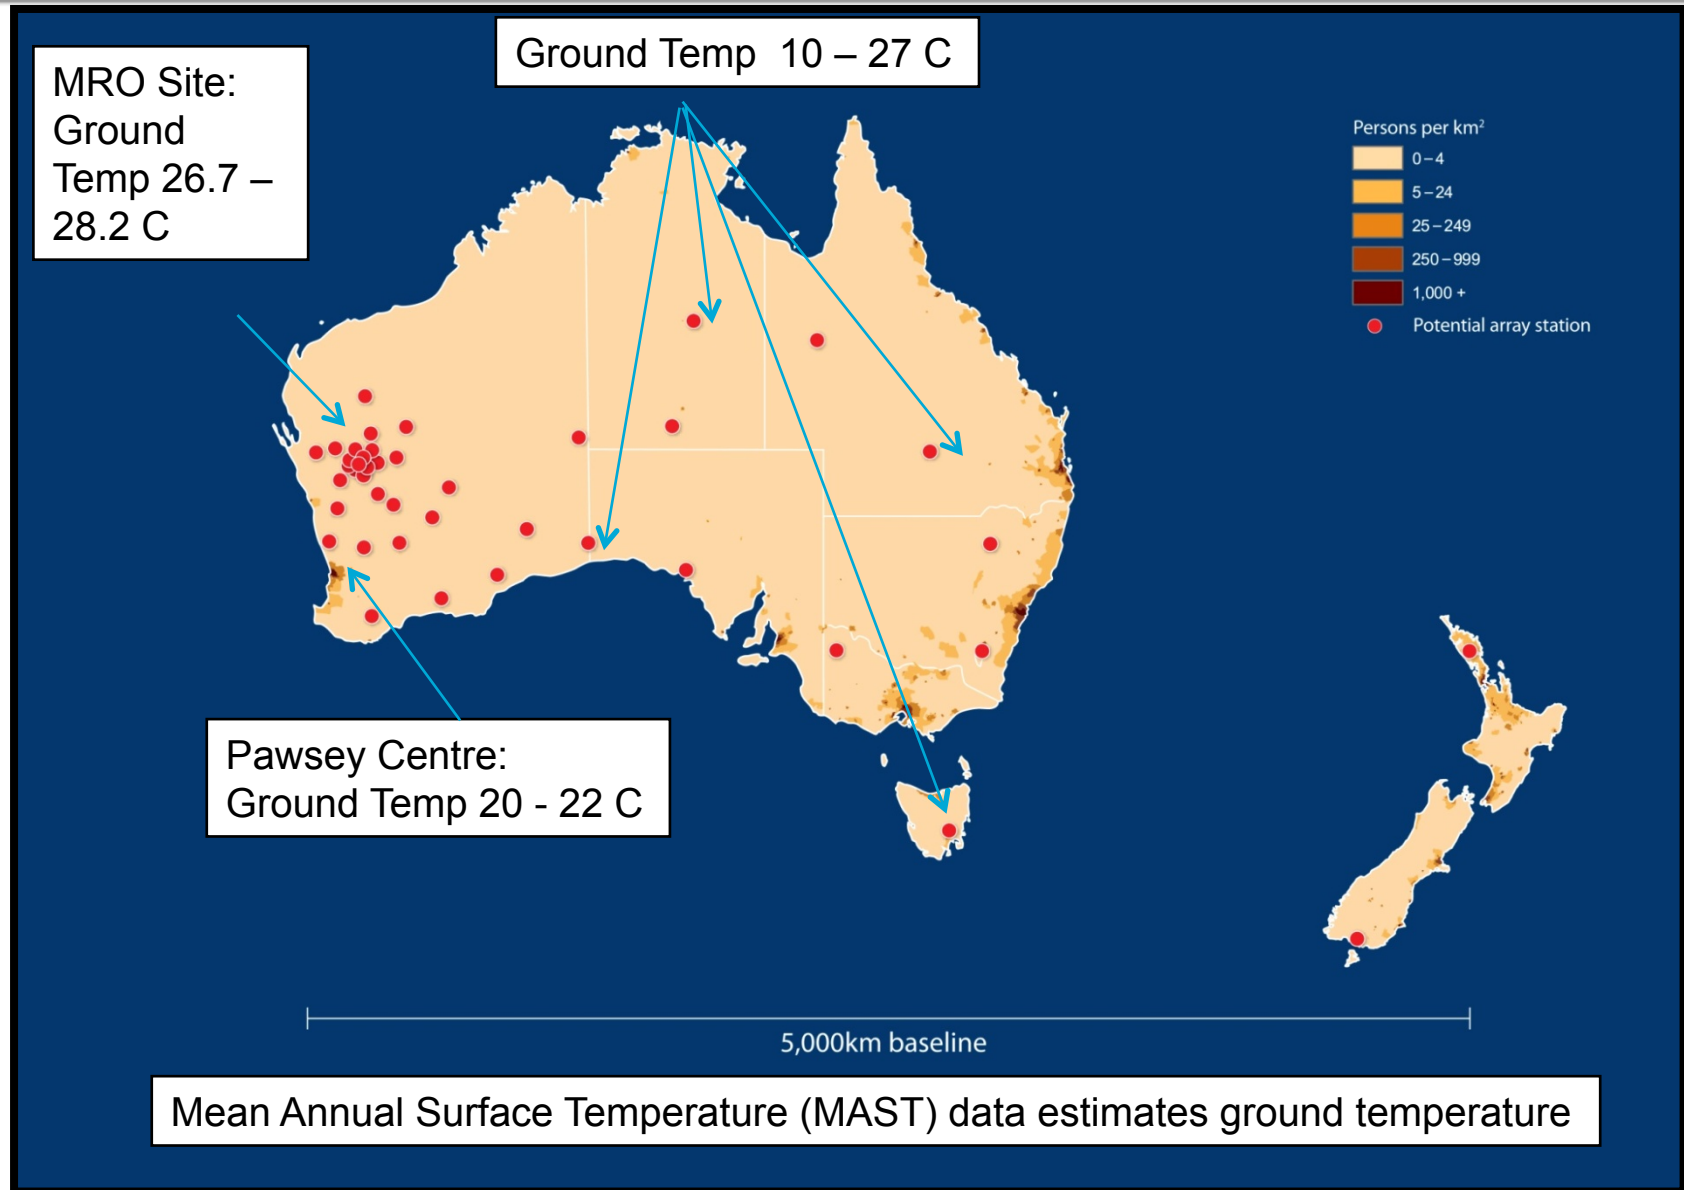 Ground Temp 10 – 27 C
MRO Site:
Ground
Temp 26.7 –
28.2 C
Persons per km²
0–4
5–24
25–249
250–999
1,000 +
Potential array station
Pawsey Centre:
Ground Temp 20 - 22 C
5,000km baseline
Mean Annual Surface Temperature (MAST) data estimates ground temperature